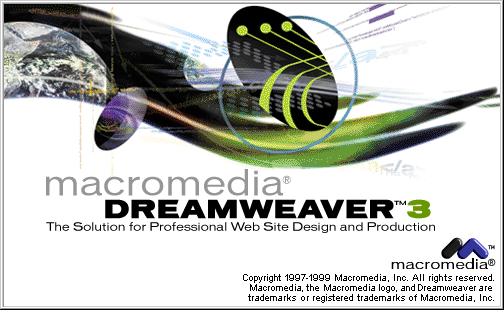 macromedia®
DREAMWEAVER™3
The Solution for Professional Web Site Design and Production
macromedia®
Copyright 1997-1999 Macromedia, Inc. All rights reserved.
Macromedia, the Macromedia logo, and Dreamweaver are
trademarks or registered trademarks of Macromedia, Inc.